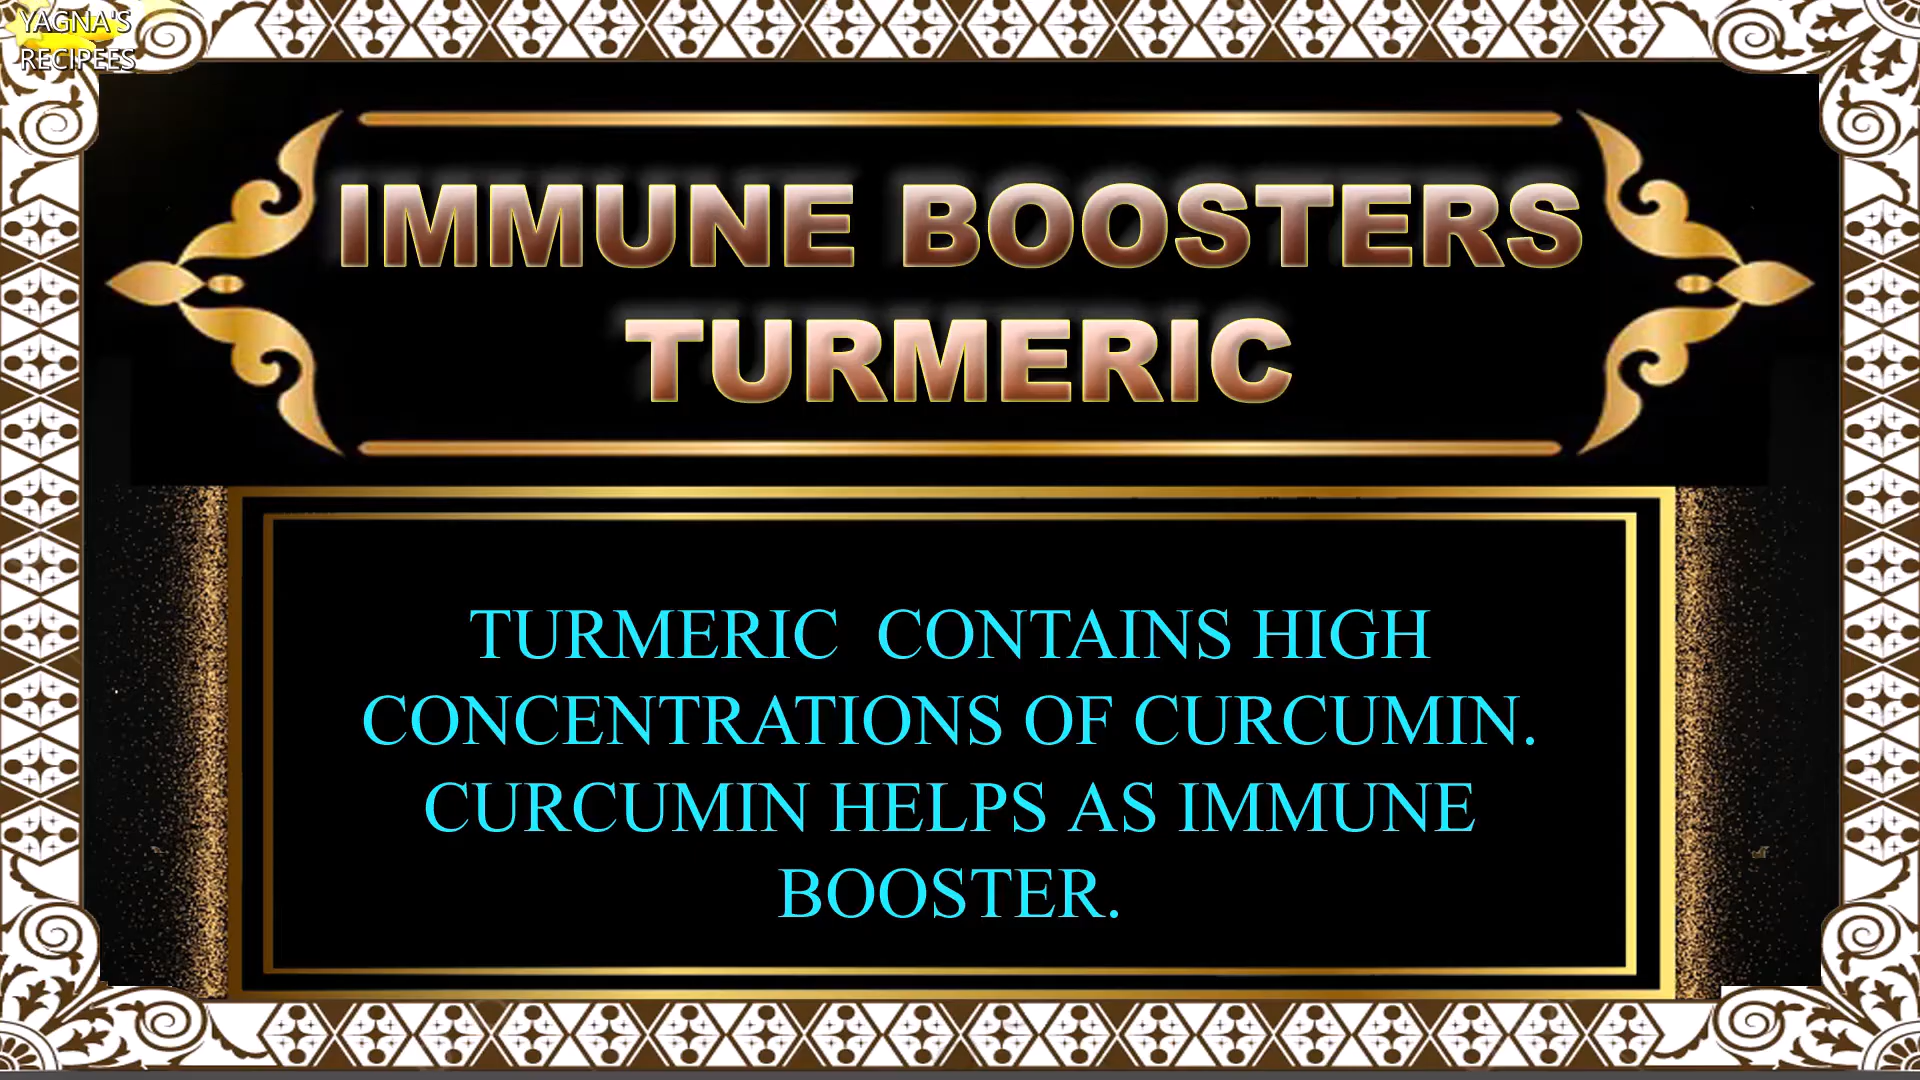 YAGNA'S
RECIPEES
IMMUNE BOOSTERS
TURMERIC
TURMERIC CONTAINS HIGH
CONCENTRATIONS OF CURCUMIN.
CURCUMIN HELPS AS IMMUNE
BOOSTER.